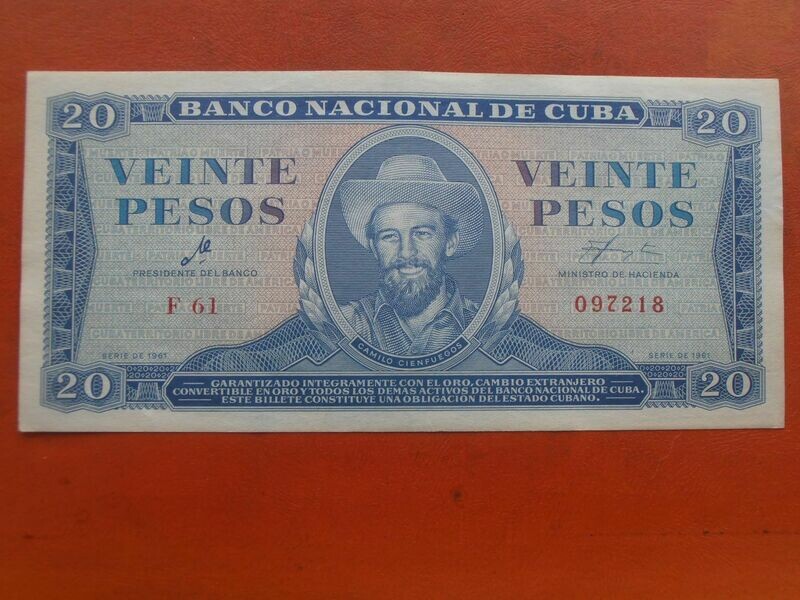 20 BANCO NACIONAL DE CUBA 20
VEINTE PESOS
VEINTE PESOS
PRESIDENTE DEL BANCO
MINISTRO DE HACIENDA
F 61
097218
CAMILO CIENFUEGOS
SERIE DE 1961
SERIE DE 1961
20
20
GARANTIZADO INTEGRAMENTE CON EL ORO, CAMBIO EXTRANJERO
CONVERTIBLE EN ORO Y TODOS LOS DEMAS ACTIVOS DEL BANCO NACIONAL DE CUBA.
ESTE BILLETE CONSTITUYE UNA OBLIGACION DEL ESTADO CUBANO.